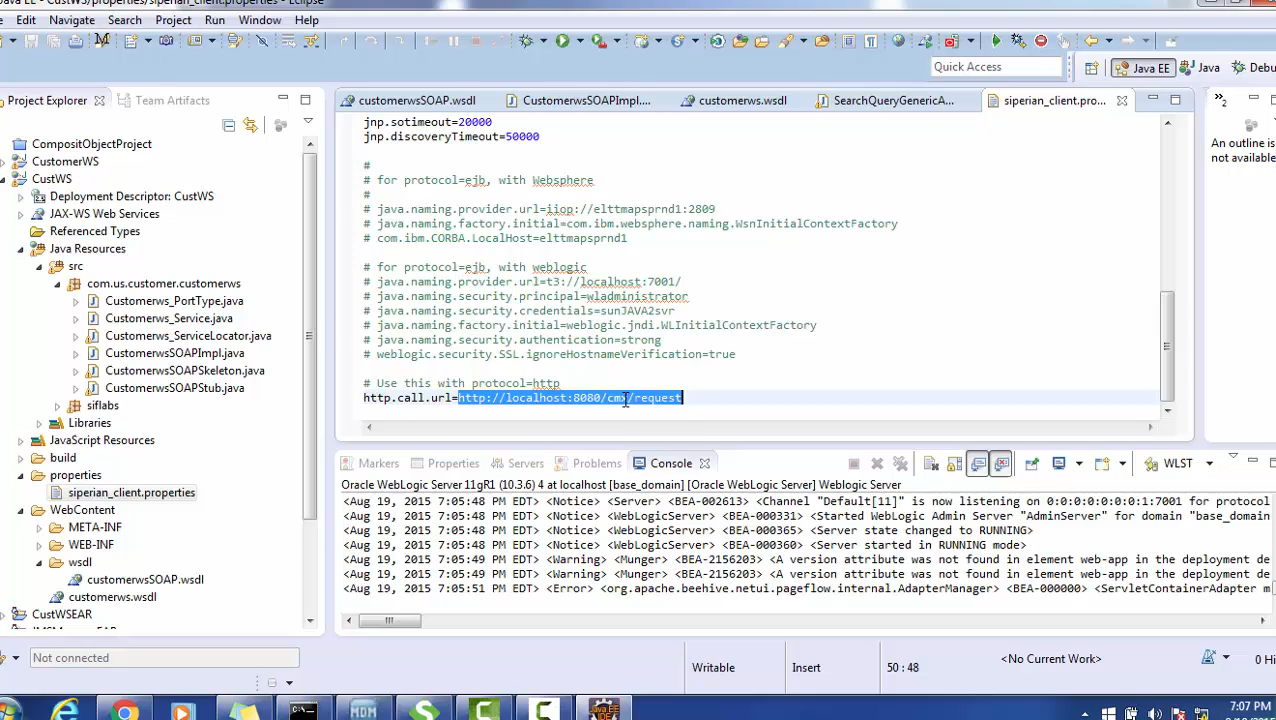 Java EE - CustWS/properties/siperian_client.properties - Eclipse
Edit Navigate Search Project Run Window Help
Quick Access
Java EE
Java
Debu
Project Explorer
Team Artifacts
customerwsSOAP.wsdl
CustomerwsSOAPImpl....
customerws.wsdl
SearchQueryGenericA...
siperian_client.pro...
»2
An outline is
not available
CompositObjectProject
CustomerWS
CustWS
Deployment Descriptor: CustWS
JAX-WS Web Services
Referenced Types
Java Resources
src
com.us.customer.customerws
Customerws_PortType.java
Customerws_Service.java
Customerws_ServiceLocator.java
CustomerwsSOAPImpl.java
CustomerwsSOAPSkeleton.java
CustomerwsSOAPStub.java
siflabs
Libraries
JavaScript Resources
build
properties
siperian_client.properties
WebContent
META-INF
WEB-INF
wsdl
customerwsSOAP.wsdl
customerws.wsdl
CustWSEAR
jnp.sotimeout=20000
jnp.discoveryTimeout=50000
#
# for protocol=ejb, with Websphere
#
# java.naming.provider.url=iiop://elttmapsprnd1:2809
# java.naming.factory.initial=com.ibm.websphere.naming.WsnInitialContextFactory
# com.ibm.CORBA.LocalHost=elttmapsprnd1
# for protocol=ejb, with weblogic
# java.naming.provider.url=t3://localhost:7001/
# java.naming.security.principal=wladministrator
# java.naming.security.credentials=sunJAVA2svr
# java.naming.factory.initial=weblogic.jndi.WLInitialContextFactory
# java.naming.security.authentication=strong
# weblogic.security.SSL.ignoreHostnameVerification=true
# Use this with protocol=http
http.call.url=http://localhost:8080/cmx/request
Markers
Properties
Servers
Problems
Console
WLST
Oracle WebLogic Server 11gR1 (10.3.6) 4 at localhost [base_domain] [Oracle WebLogic Server] Weblogic Server
<Aug 19, 2015 7:05:48 PM EDT> <Notice> <Server> <BEA-002613> <Channel "Default[11]" is now listening on 0:0:0:0:0:0:0:1:7001 for protocol
<Aug 19, 2015 7:05:48 PM EDT> <Notice> <WebLogicServer> <BEA-000331> <Started WebLogic Admin Server "AdminServer" for domain "base_domain
<Aug 19, 2015 7:05:48 PM EDT> <Notice> <WebLogicServer> <BEA-000365> <Server state changed to RUNNING>
<Aug 19, 2015 7:05:48 PM EDT> <Notice> <WebLogicServer> <BEA-000360> <Server started in RUNNING mode>
<Aug 19, 2015 7:05:49 PM EDT> <Warning> <Munger> <BEA-2156203> <A version attribute was not found in element web-app in the deployment de
<Aug 19, 2015 7:05:49 PM EDT> <Warning> <Munger> <BEA-2156203> <A version attribute was not found in element web-app in the deployment de
<Aug 19, 2015 7:05:51 PM EDT> <Error> <org.apache.beehive.netui.pageflow.internal.AdapterManager> <BEA-000000> <ServletContainerAdapter m
Not connected
Writable
Insert
50 : 48
<No Current Work>
0 Hi
MDM
Java EE
IDE
7:07 PM